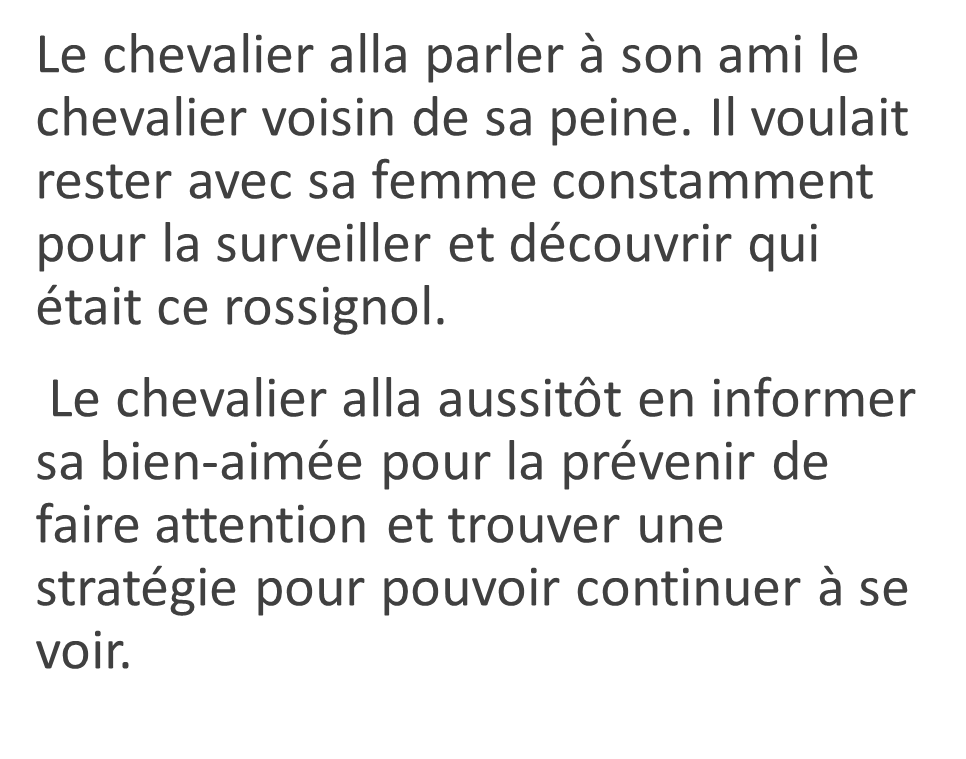 Le chevalier alla parler à son ami le
chevalier voisin de sa peine. Il voulait
rester avec sa femme constamment
pour la surveiller et découvrir qui
était ce rossignol.
Le chevalier alla aussitôt en informer
sa bien-aimée pour la prévenir de
faire attention et trouver une
stratégie pour pouvoir continuer à se
voir.